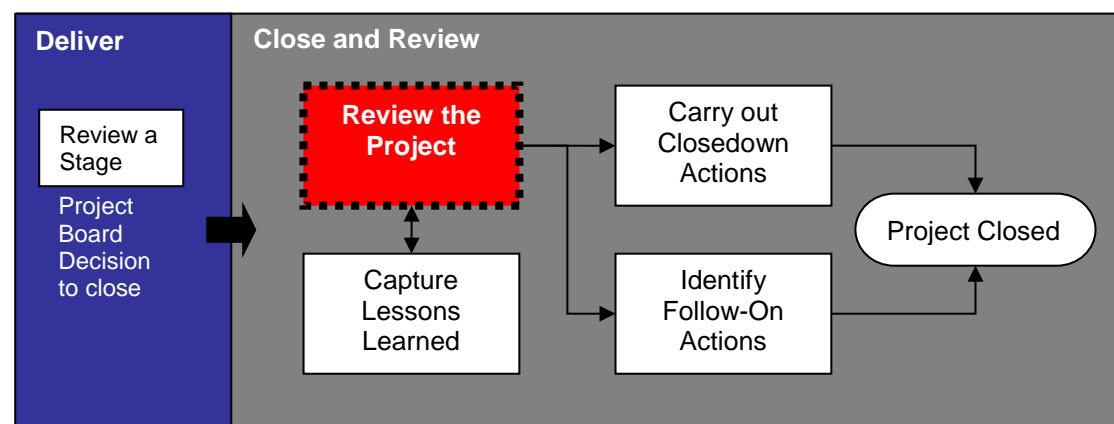 Deliver
Review a
Stage
Project
Board
Decision
to close
Close and Review
Review the
Project
Capture
Lessons
Learned
Carry out
Closedown
Actions
Identify
Follow-On
Actions
Project Closed